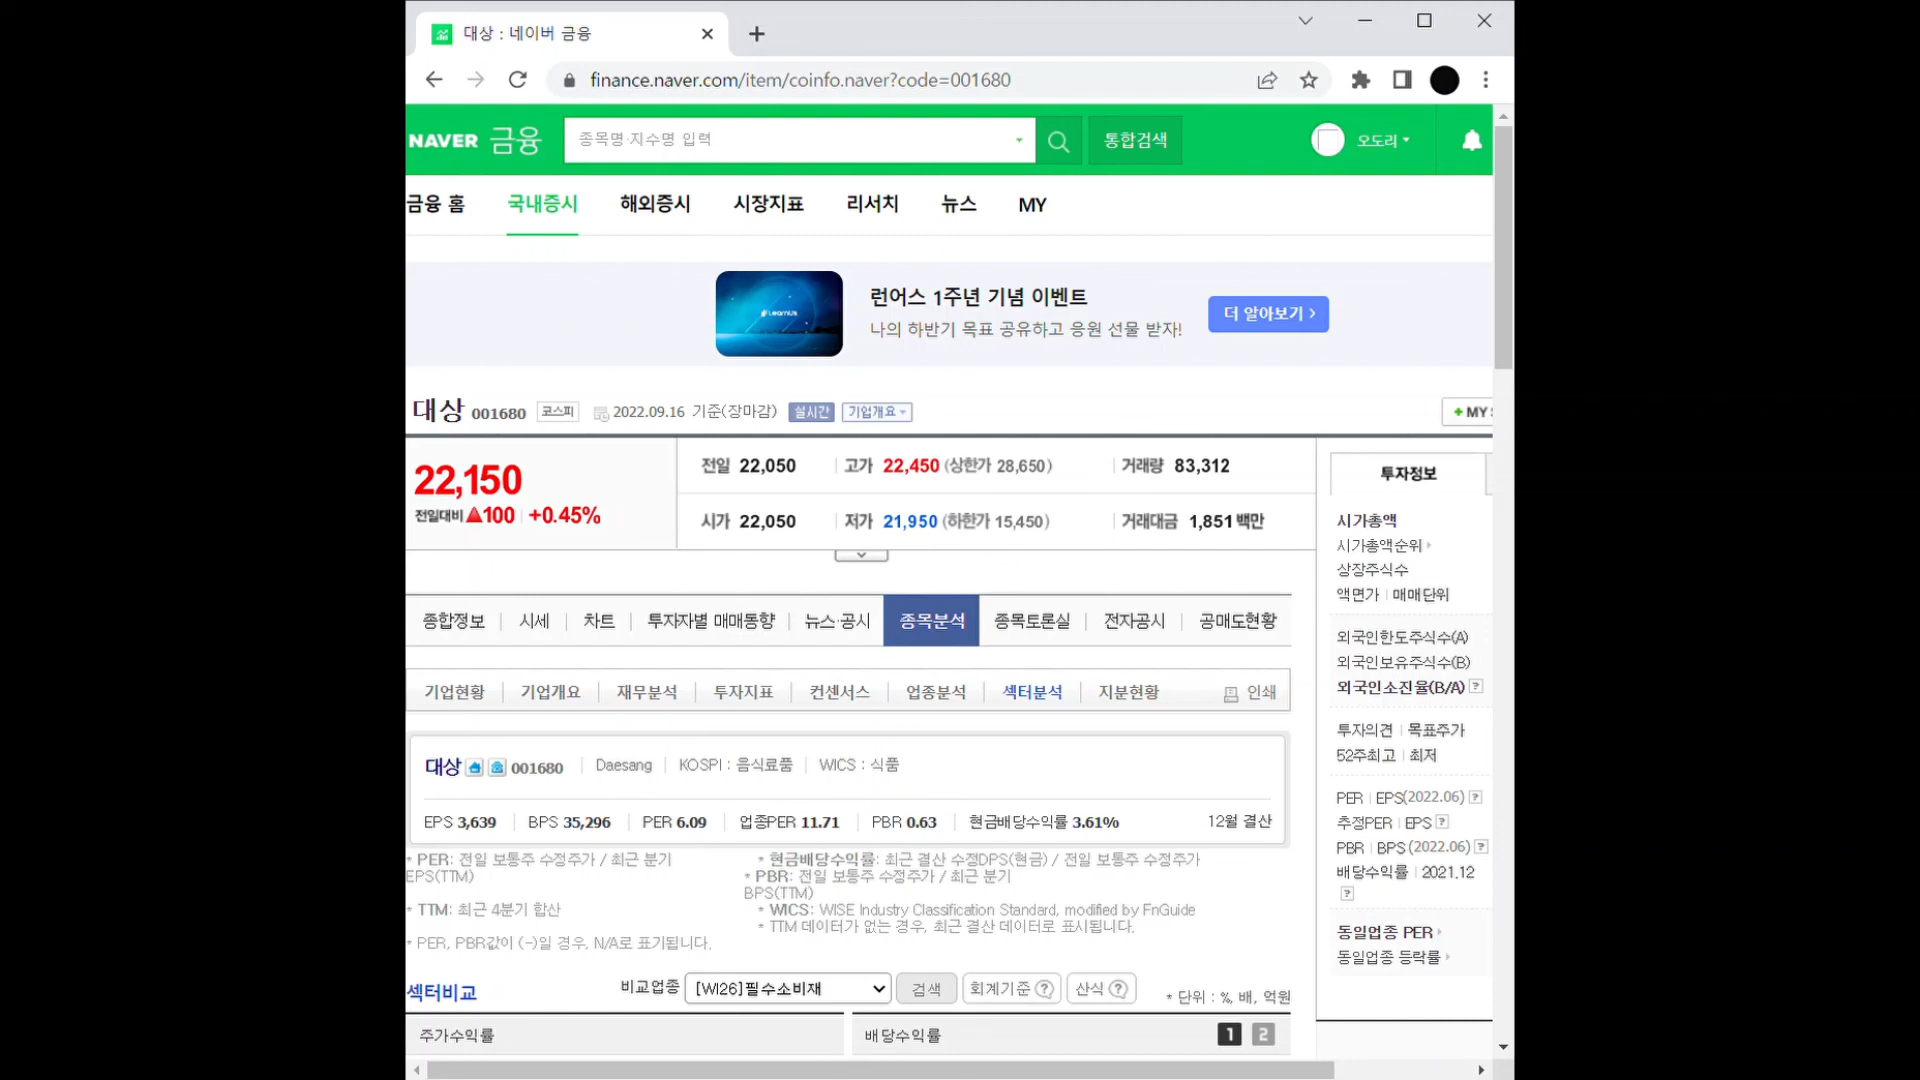 대상 : 네이버 금융
finance.naver.com/item/coinfo.naver?code=001680
NAVER 금융 종목명·지수명 입력 통합검색 오도리
금융 홈 국내증시 해외증시 시장지표 리서치 뉴스 MY
LearnUs
런어스 1주년 기념 이벤트
나의 하반기 목표 공유하고 응원 선물 받자!
더 알아보기 >
대상 001680 코스피 2022.09.16 기준(장마감) 실시간 기업개요 + MY
22,150
전일대비 ▲100 +0.45%
전일 22,050 고가 22,450 (상한가 28,650) 거래량 83,312
시가 22,050 저가 21,950 (하한가 15,450) 거래대금 1,851 백만
종합정보 시세 차트 투자자별 매매동향 뉴스·공시 종목분석 종목토론실 전자공시 공매도현황
기업현황 기업개요 재무분석 투자지표 컨센서스 업종분석 섹터분석 지분현황 인쇄
대상 001680 Daesang KOSPI : 음식료품 WICS : 식품
EPS 3,639 BPS 35,296 PER 6.09 업종PER 11.71 PBR 0.63 현금배당수익률 3.61% 12월 결산
* PER: 전일 보통주 수정주가 / 최근 분기
EPS(TTM)
* TTM: 최근 4분기 합산
* PER, PBR값이 (-)일 경우, N/A로 표기됩니다.
* 현금배당수익률: 최근 결산 수정DPS(현금) / 전일 보통주 수정주가
* PBR: 전일 보통주 수정주가 / 최근 분기
BPS(TTM)
* WICS: WISE Industry Classification Standard, modified by FnGuide
* TTM 데이터가 없는 경우, 최근 결산 데이터로 표시됩니다.
섹터비교 비교업종 [WI26]필수소비재 검색 회계기준 ? 산식 ? * 단위 : %, 배, 억원
주가수익률 배당수익률 1 2
투자정보
시가총액
시가총액순위
상장주식수
액면가 매매단위
외국인한도주식수(A)
외국인보유주식수(B)
외국인소진율(B/A) ?
투자의견 목표주가
52주최고 최저
PER EPS(2022.06) ?
추정PER EPS ?
PBR BPS (2022.06) ?
배당수익률 2021.12
?
동일업종 PER
동일업종 등락률